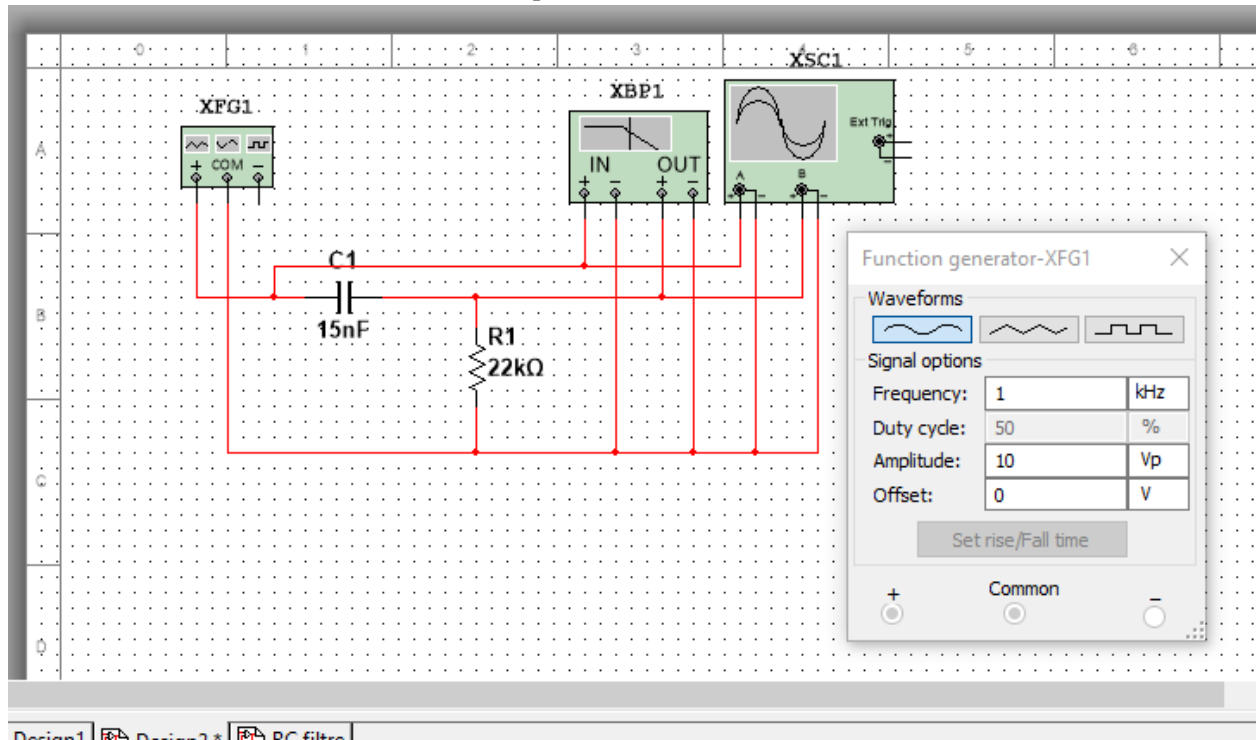 0 1 2 3 4 5 6
XSC1
XBP1
XFG1
Ext Trig
A
+ COM −
IN OUT
+ − + −
A B
+ − + −
B
C1
15nF
R1
22kΩ
C
D
Function generator-XFG1
Waveforms
Signal options
Frequency: 1 kHz
Duty cycle: 50 %
Amplitude: 10 Vp
Offset: 0 V
Set rise/Fall time
+ Common −
Design1 Design2 * RC filtre